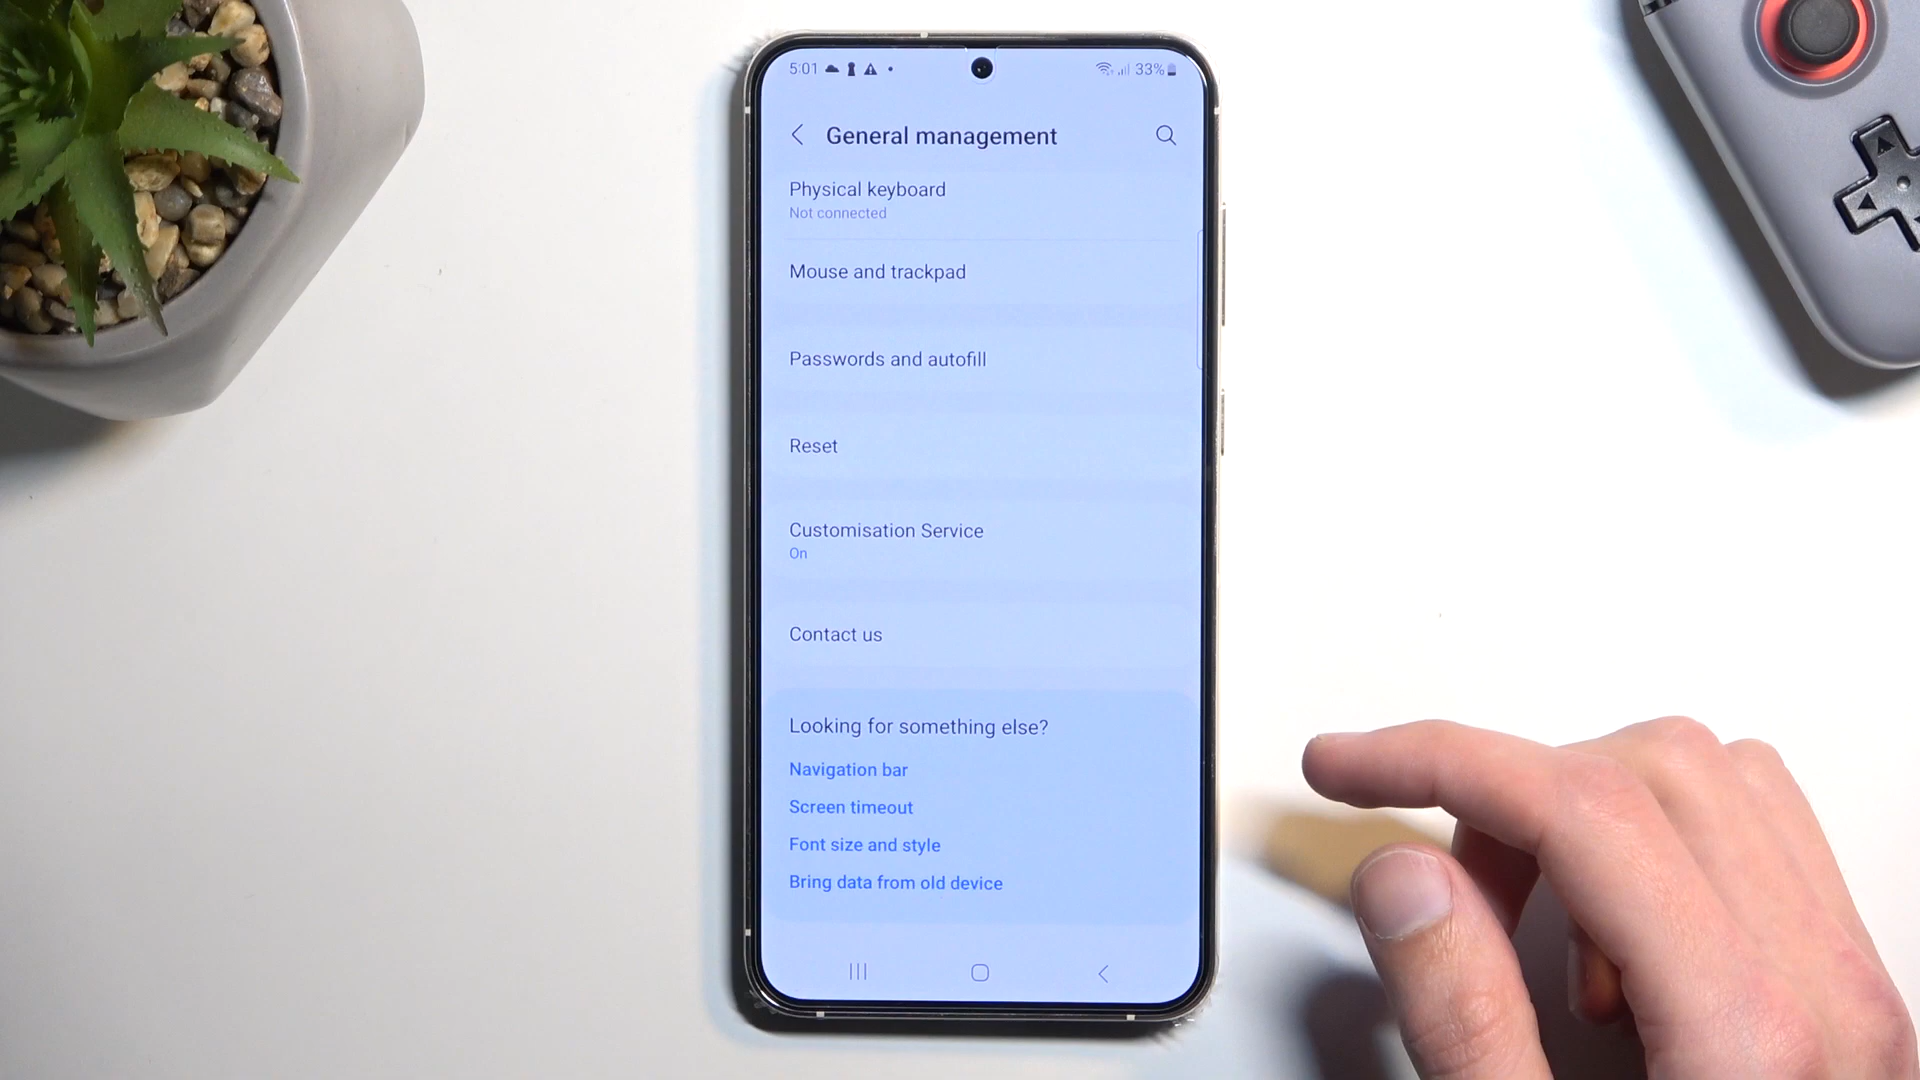 5:01 33%
General management
Physical keyboard
Not connected
Mouse and trackpad
Passwords and autofill
Reset
Customisation Service
On
Contact us
Looking for something else?
Navigation bar
Screen timeout
Font size and style
Bring data from old device